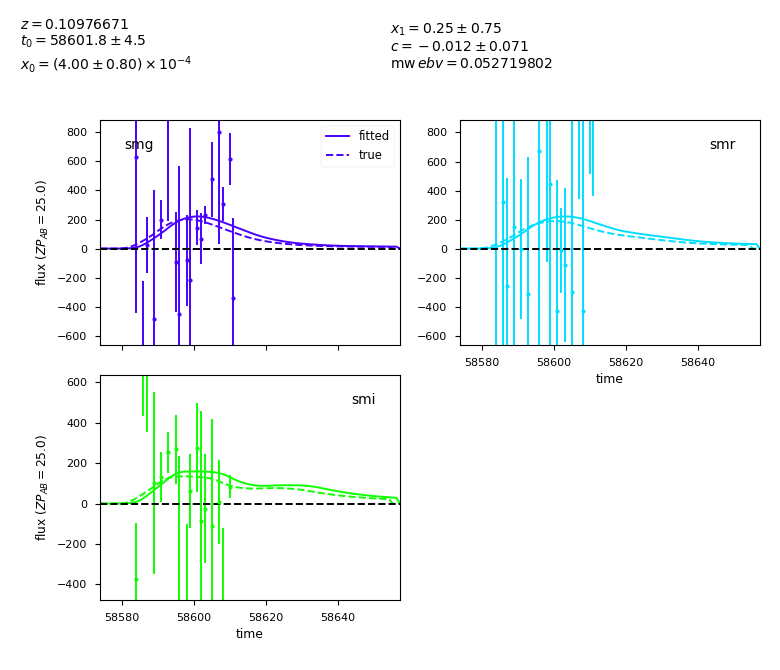 z = 0.10976671
t₀ = 58601.8 ± 4.5
x₀ = (4.00 ± 0.80) × 10⁻⁴
x₁ = 0.25 ± 0.75
c = −0.012 ± 0.071
mw ebv = 0.052719802
smg
fitted
true
800
600
400
200
0
−200
−400
−600
flux (ZP_AB = 25.0)
smr
800
600
400
200
0
−200
−400
−600
58580 58600 58620 58640
time
smi
600
400
200
0
−200
−400
flux (ZP_AB = 25.0)
58580 58600 58620 58640
time